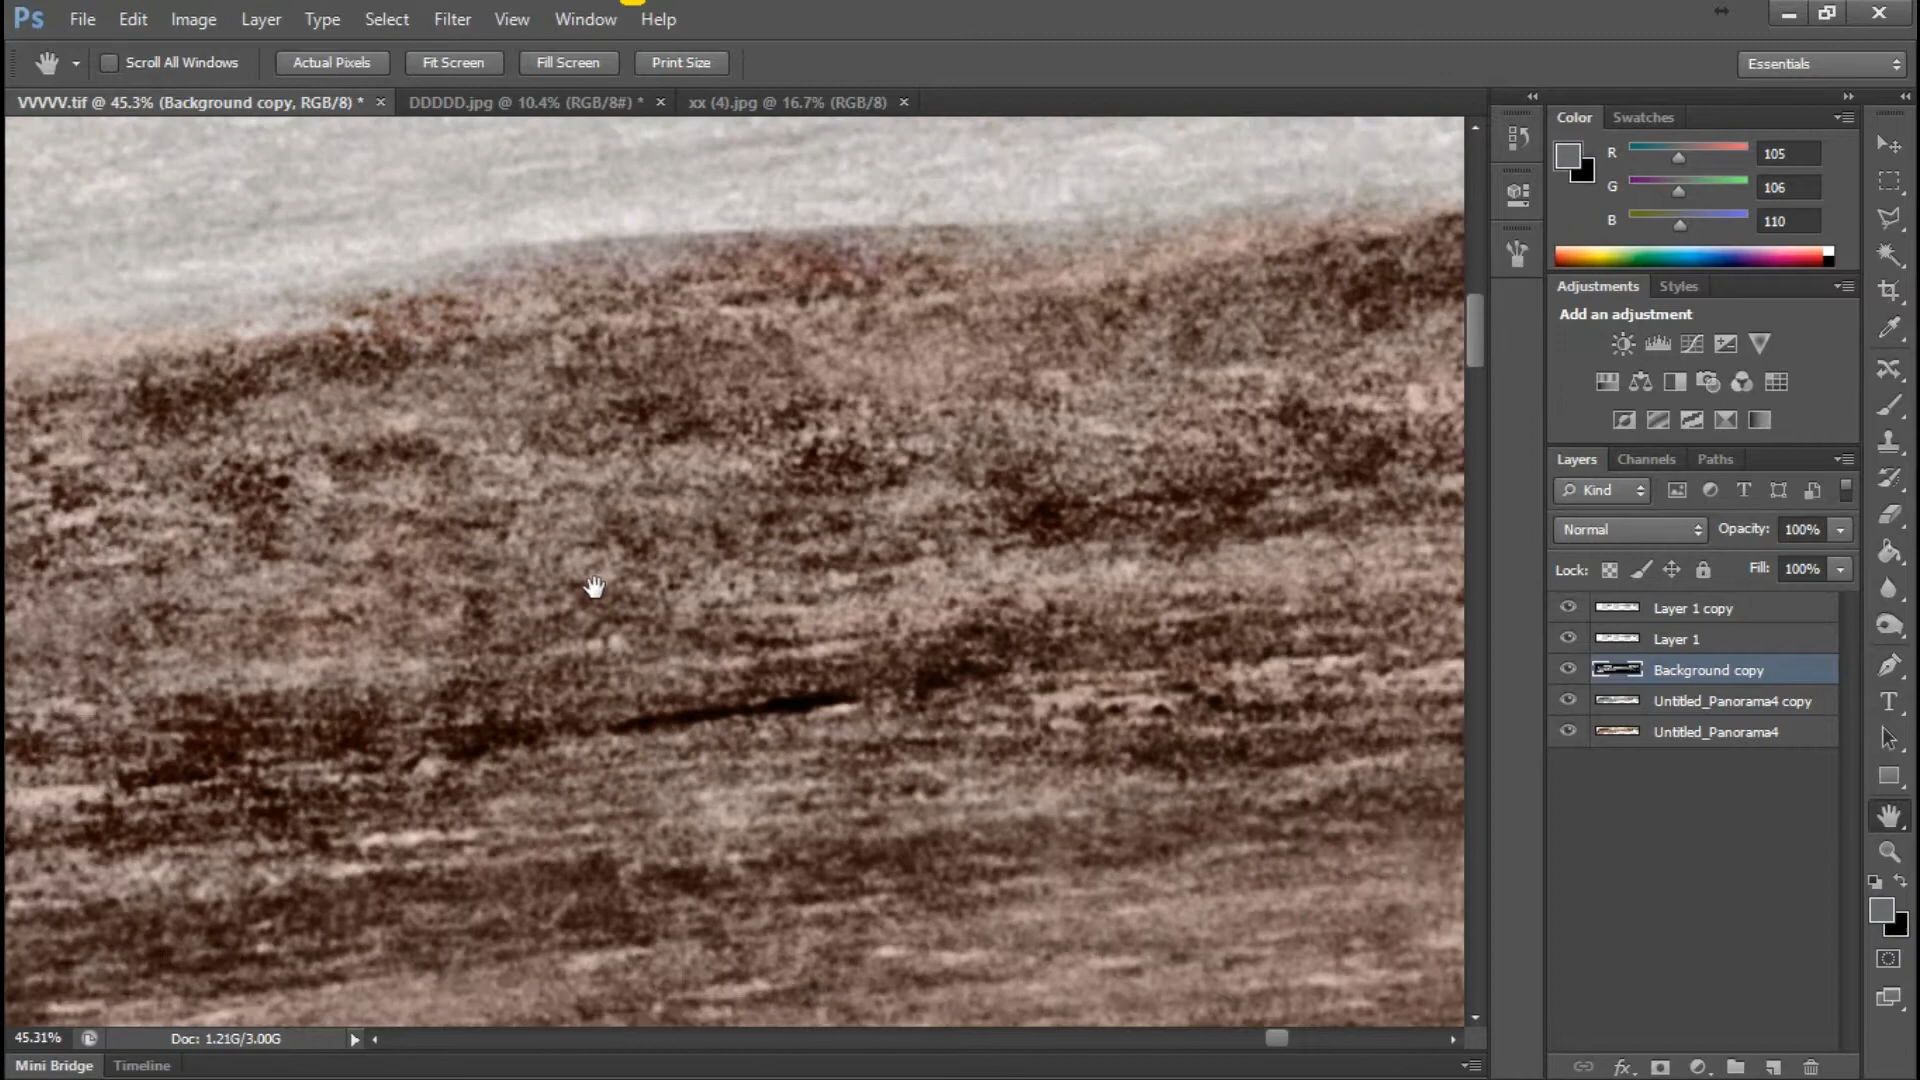 Ps File Edit Image Layer Type Select Filter View Window Help
Scroll All Windows Actual Pixels Fit Screen Fill Screen Print Size Essentials
VVVVV.tif @ 45.3% (Background copy, RGB/8) * × DDDDD.jpg @ 10.4% (RGB/8#) * × xx (4).jpg @ 16.7% (RGB/8) ×
Color Swatches
R 105
G 106
B 110
Adjustments Styles
Add an adjustment
Layers Channels Paths
Kind T
Normal Opacity: 100%
Lock: Fill: 100%
Layer 1 copy
Layer 1
Background copy
Untitled_Panorama4 copy
Untitled_Panorama4
T
45.31% Doc: 1.21G/3.00G
fx
Mini Bridge Timeline